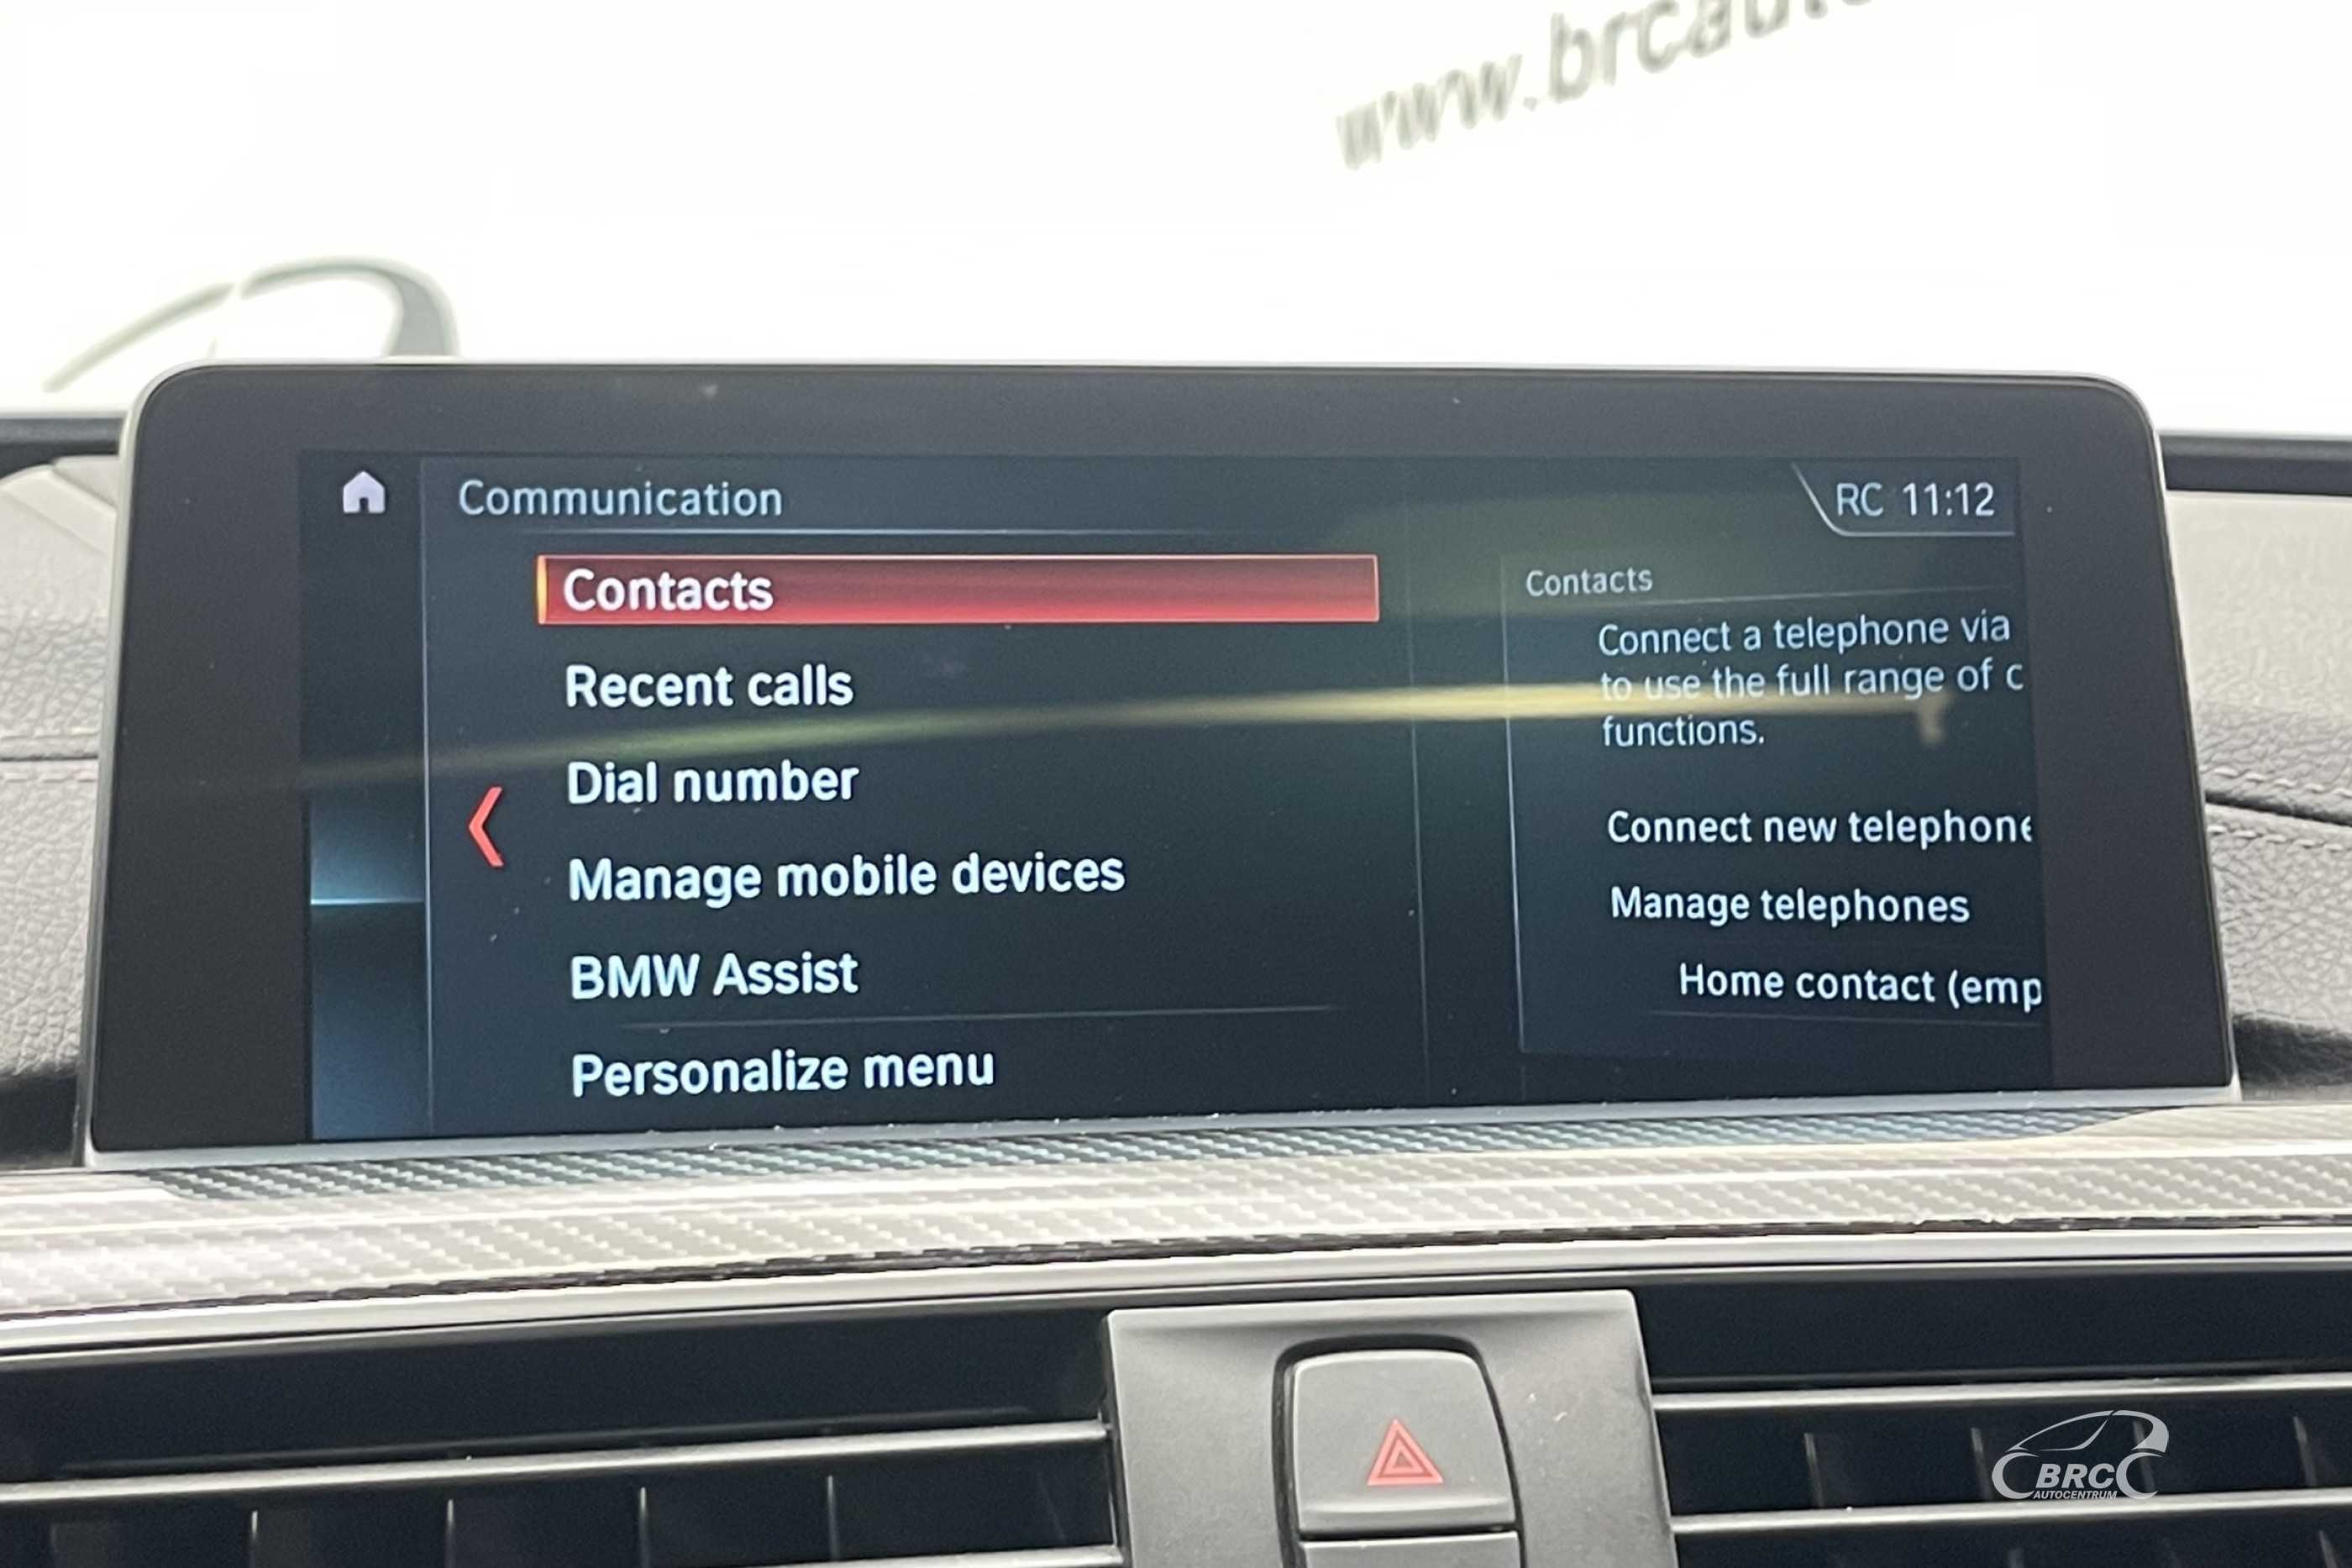 www.brcau
Communication
RC 11:12
Contacts
Recent calls
Dial number
Manage mobile devices
BMW Assist
Personalize menu
Contacts
Connect a telephone via
to use the full range of c
functions.
Connect new telephone
Manage telephones
Home contact (emp
BRC
AUTOCENTRUM